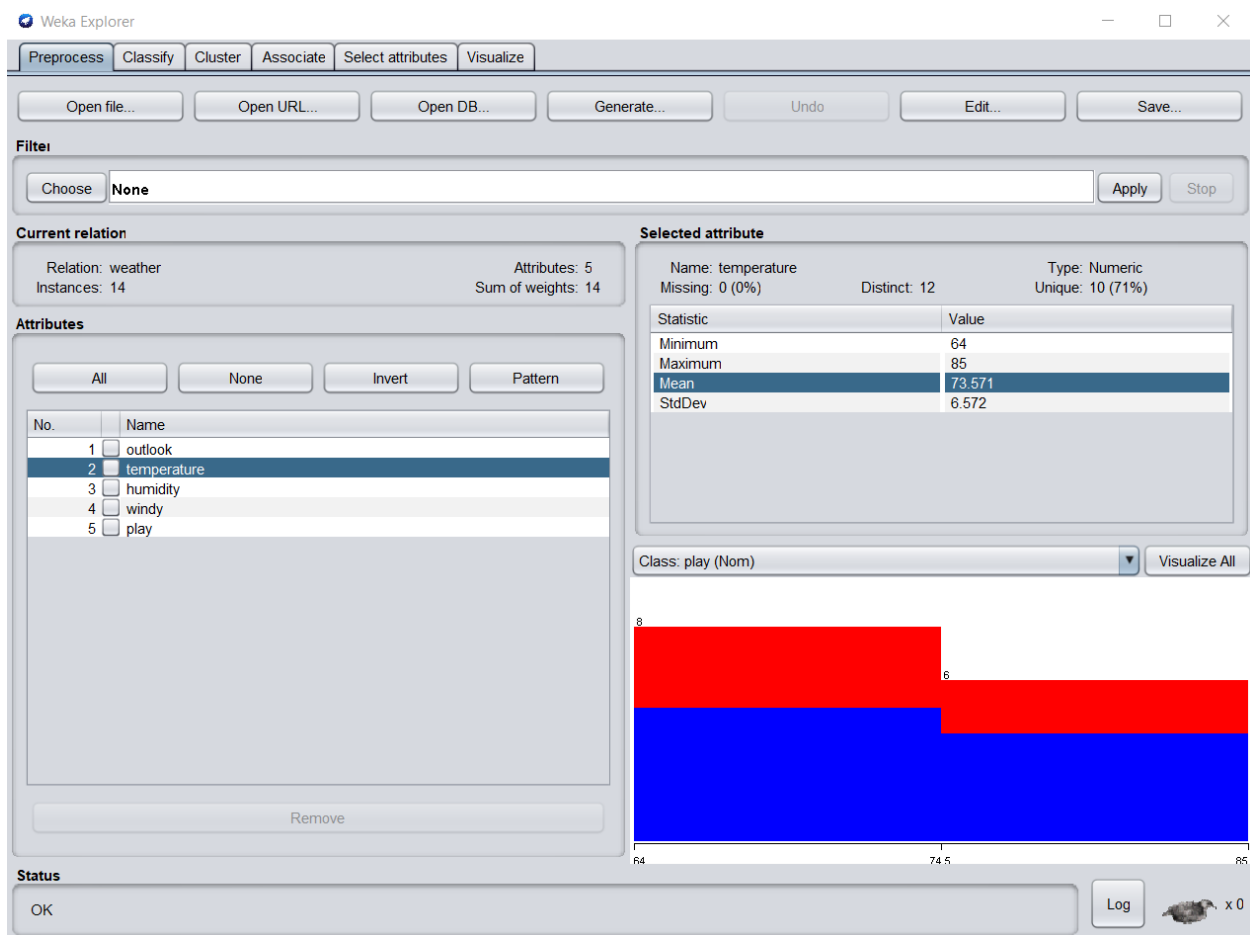 Weka Explorer
Preprocess Classify Cluster Associate Select attributes Visualize
Open file... Open URL... Open DB... Generate... Undo Edit... Save...
Filter
Choose None Apply Stop
Current relation
Relation: weather Attributes: 5
Instances: 14 Sum of weights: 14
Selected attribute
Name: temperature Type: Numeric
Missing: 0 (0%) Distinct: 12 Unique: 10 (71%)
Statistic Value
Minimum 64
Maximum 85
Mean 73.571
StdDev 6.572
Attributes
All None Invert Pattern
No. Name
1 outlook
2 temperature
3 humidity
4 windy
5 play
Remove
Class: play (Nom) Visualize All
8
6
64 74.5 85
Status
OK
Log x 0